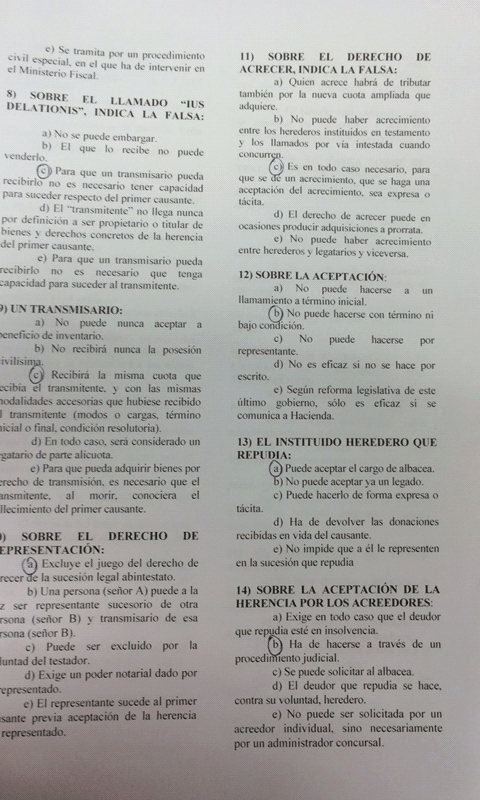 e) Se tramita por un procedimiento
civil especial, en el que ha de intervenir en
el Ministerio Fiscal.
8) SOBRE EL LLAMADO “IUS
DELATIONIS”, INDICA LA FALSA:
a) No se puede embargar.
b) El que lo recibe no puede
venderlo.
c) Para que un transmisario pueda
recibirlo no es necesario tener capacidad
para suceder respecto del primer causante.
d) El “transmitente” no llega nunca
por definición a ser propietario o titular de
bienes y derechos concretos de la herencia
del primer causante.
e) Para que un transmisario pueda
recibirlo no es necesario que tenga
capacidad para suceder al transmitente.
9) UN TRANSMISARIO:
a) No puede nunca aceptar a
beneficio de inventario.
b) No recibirá nunca la posesión
civilísima.
c) Recibirá la misma cuota que
recibía el transmitente, y con las mismas
modalidades accesorias que hubiese recibido
l transmitente (modos o cargas, término
nicial o final, condición resolutoria).
d) En todo caso, será considerado un
egatario de parte alícuota.
e) Para que pueda adquirir bienes por
erecho de transmisión, es necesario que el
ansmitente, al morir, conociera el
llecimiento del primer causante.
) SOBRE EL DERECHO DE
EPRESENTACIÓN:
a) Excluye el juego del derecho de
recer de la sucesión legal abintestato.
b) Una persona (señor A) puede a la
z ser representante sucesorio de otra
rsona (señor B) y transmisario de esa
rsona (señor B).
c) Puede ser excluido por la
luntad del testador.
d) Exige un poder notarial dado por
representado.
e) El representante sucede al primer
usante previa aceptación de la herencia
representado.
11) SOBRE EL DERECHO DE
ACRECER, INDICA LA FALSA:
a) Quien acrece habrá de tributar
también por la nueva cuota ampliada que
adquiere.
b) No puede haber acrecimiento
entre los herederos instituidos en testamento
y los llamados por vía intestada cuando
concurren.
c) Es en todo caso necesario, para
que se dé un acrecimiento, que se haga una
aceptación del acrecimiento, sea expresa o
tácita.
d) El derecho de acrecer puede en
ocasiones producir adquisiciones a prorrata.
e) No puede haber acrecimiento
entre herederos y legatarios y viceversa.
12) SOBRE LA ACEPTACIÓN:
a) No puede hacerse a un
llamamiento a término inicial.
b) No puede hacerse con término ni
bajo condición.
c) No puede hacerse por
representante.
d) No es eficaz si no se hace por
escrito.
e) Según reforma legislativa de este
último gobierno, sólo es eficaz si se
comunica a Hacienda.
13) EL INSTITUIDO HEREDERO QUE
REPUDIA:
a) Puede aceptar el cargo de albacea.
b) No puede aceptar ya un legado.
c) Puede hacerlo de forma expresa o
tácita.
d) Ha de devolver las donaciones
recibidas en vida del causante.
e) No impide que a él le representen
en la sucesión que repudia
14) SOBRE LA ACEPTACIÓN DE LA
HERENCIA POR LOS ACREEDORES:
a) Exige en todo caso que el deudor
que repudia esté en insolvencia.
b) Ha de hacerse a través de un
procedimiento judicial.
c) Se puede solicitar al albacea.
d) El deudor que repudia se hace,
contra su voluntad, heredero.
e) No puede ser solicitada por un
acreedor individual, sino necesariamente
por un administrador concursal.